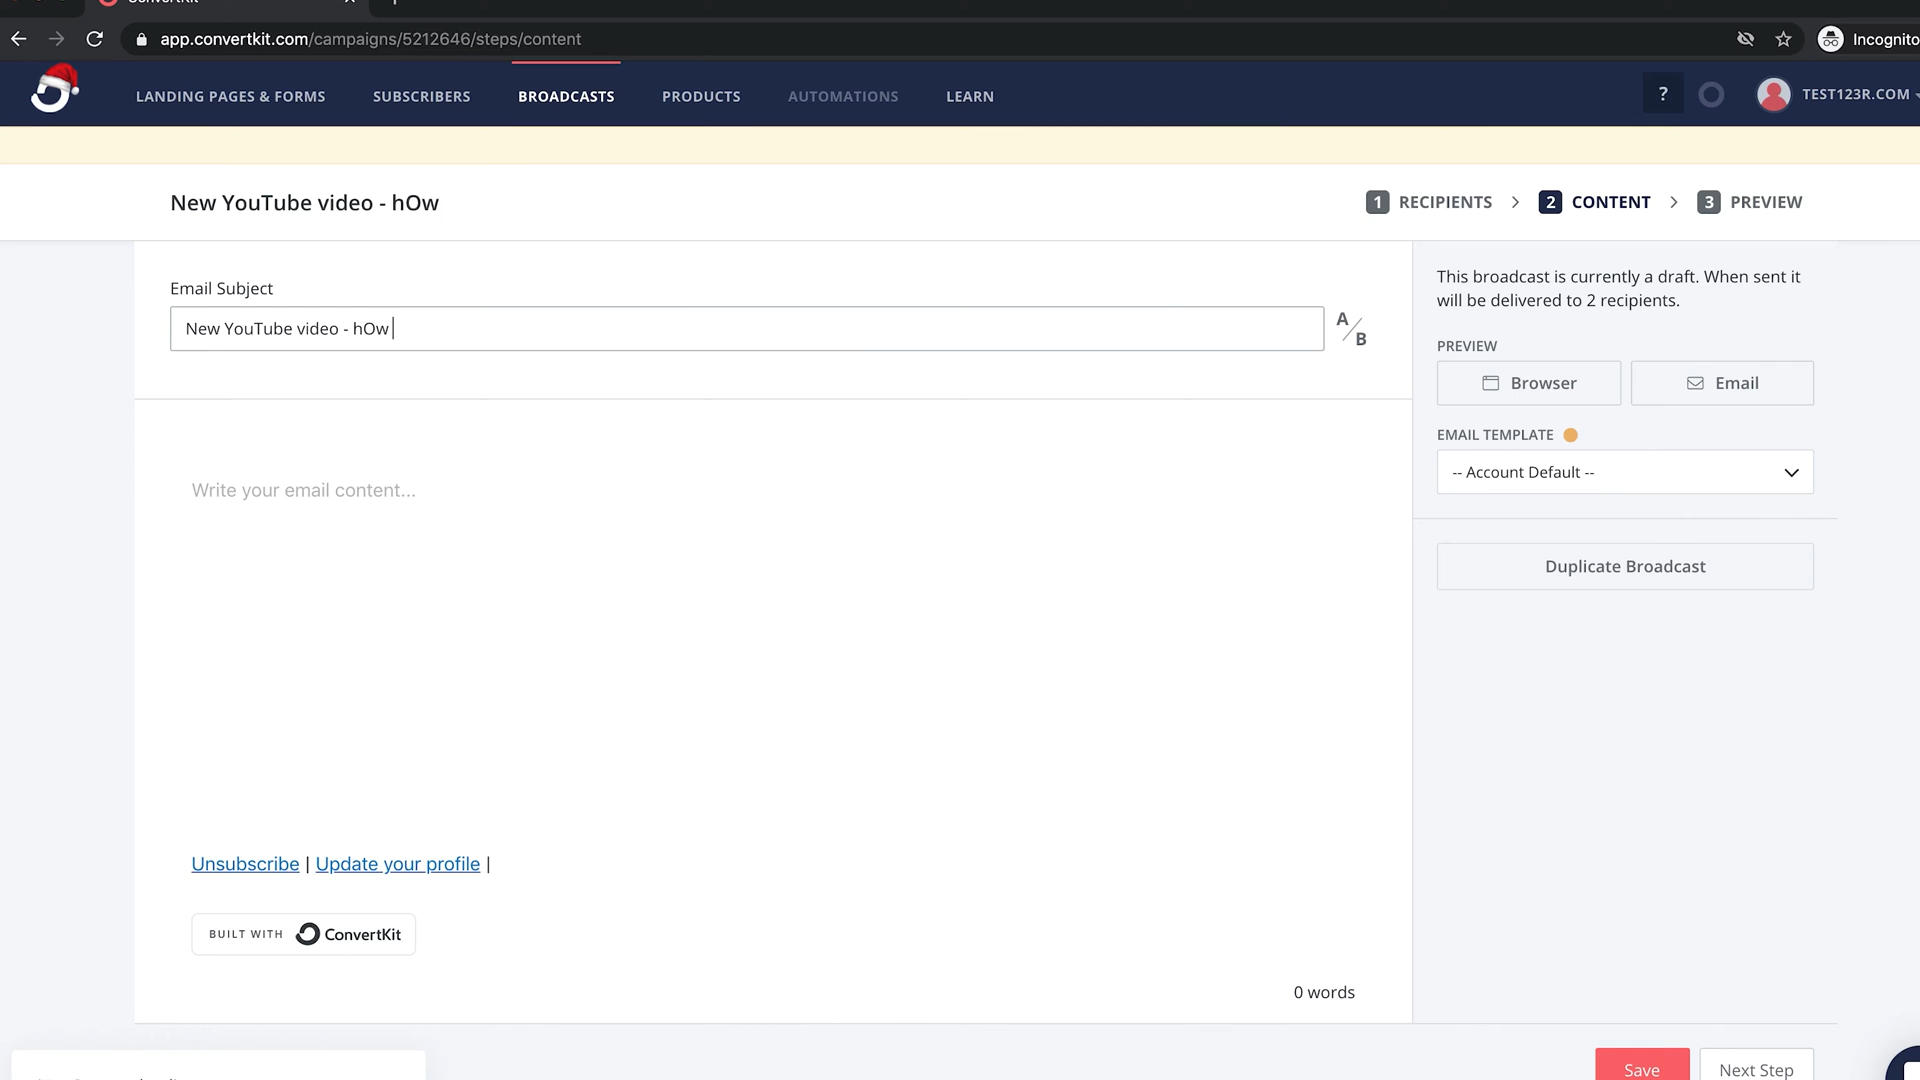 app.convertkit.com/campaigns/5212646/steps/content
Incognito
LANDING PAGES & FORMS
SUBSCRIBERS
BROADCASTS
PRODUCTS
AUTOMATIONS
LEARN
?
TEST123R.COM
New YouTube video - hOw
1 RECIPIENTS > 2 CONTENT > 3 PREVIEW
Email Subject
New YouTube video - hOw
A/B
Write your email content...
Unsubscribe | Update your profile |
BUILT WITH ConvertKit
0 words
This broadcast is currently a draft. When sent it
will be delivered to 2 recipients.
PREVIEW
Browser
Email
EMAIL TEMPLATE
-- Account Default --
Duplicate Broadcast
Save
Next Step